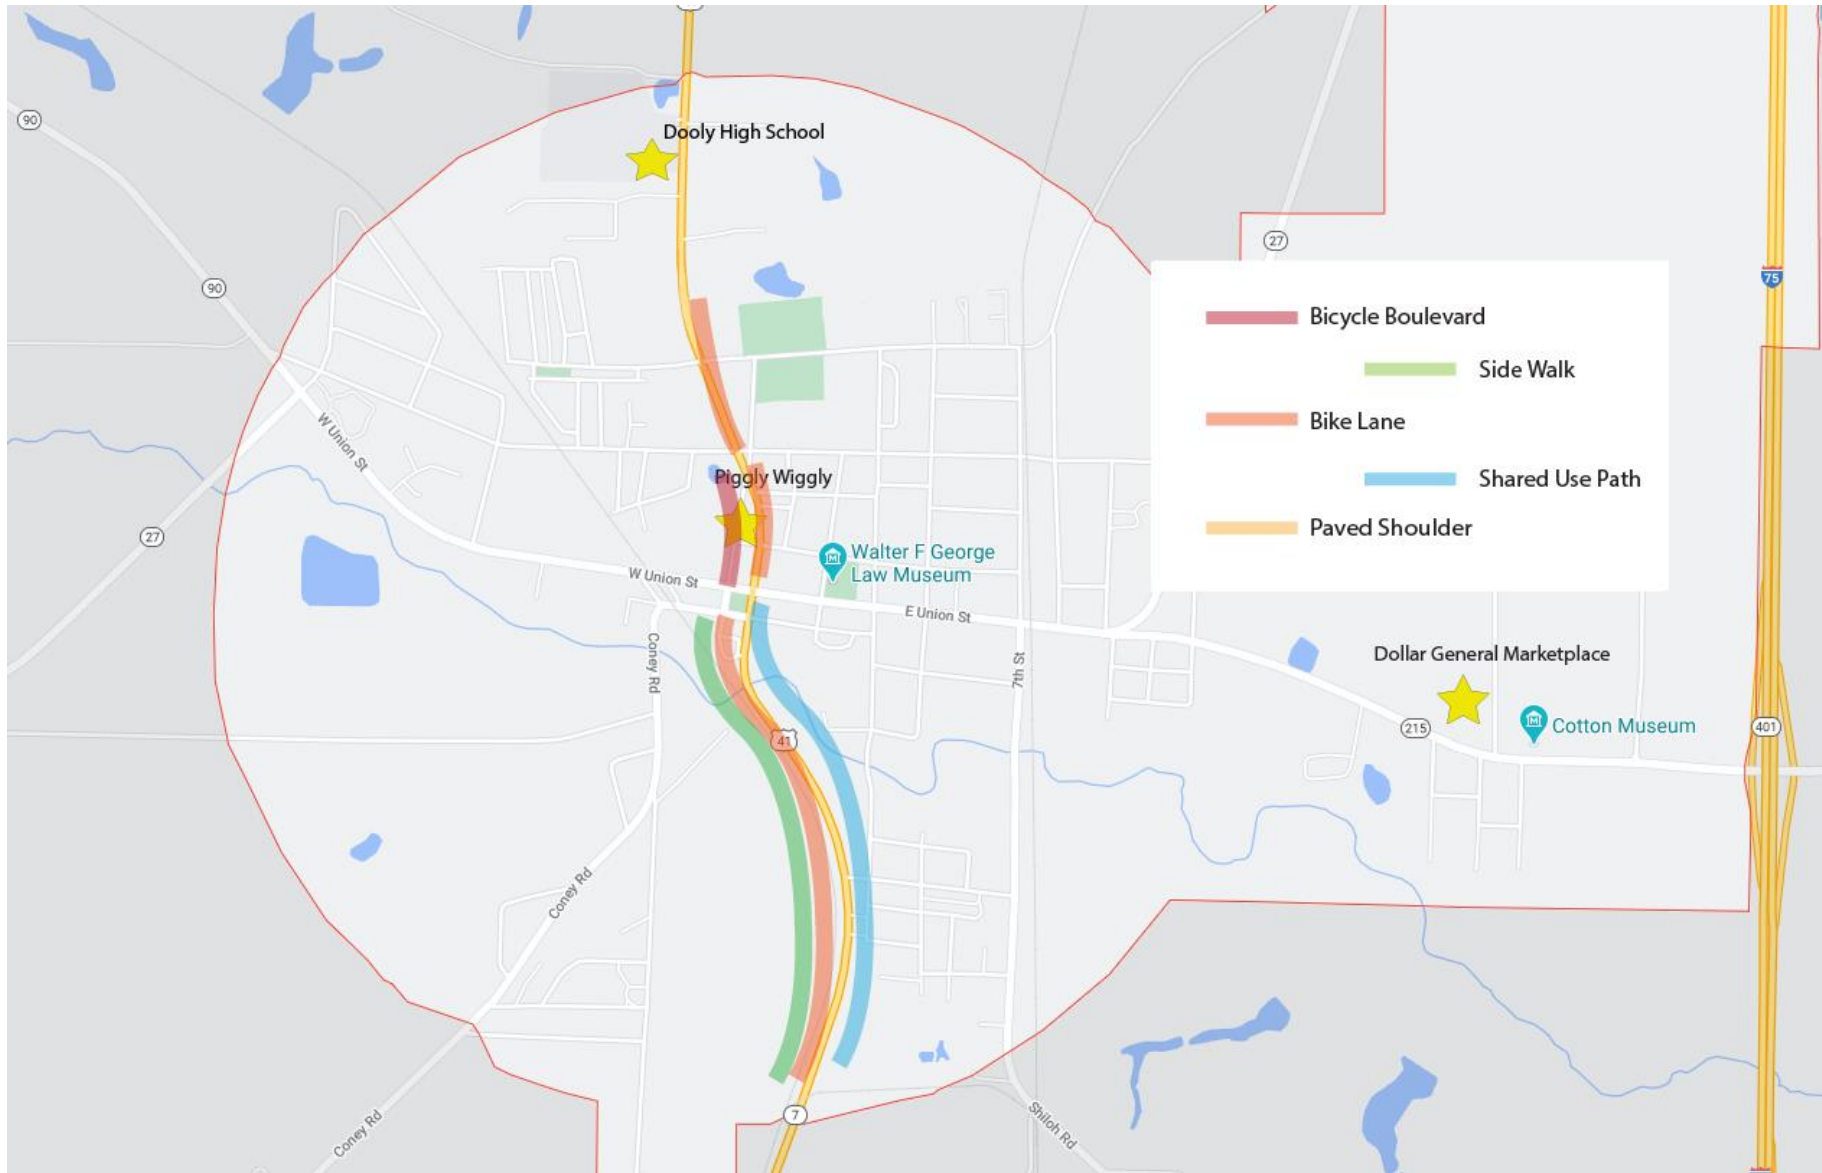 90
Dooly High School
27
90
75
Bicycle Boulevard
Side Walk
Bike Lane
Shared Use Path
Paved Shoulder
W Union St
Piggly Wiggly
27
Walter F George
Law Museum
W Union St
E Union St
Coney Rd
7th St
Dollar General Marketplace
41
215
Cotton Museum
401
Coney Rd
7
Coney Rd
Shiloh Rd